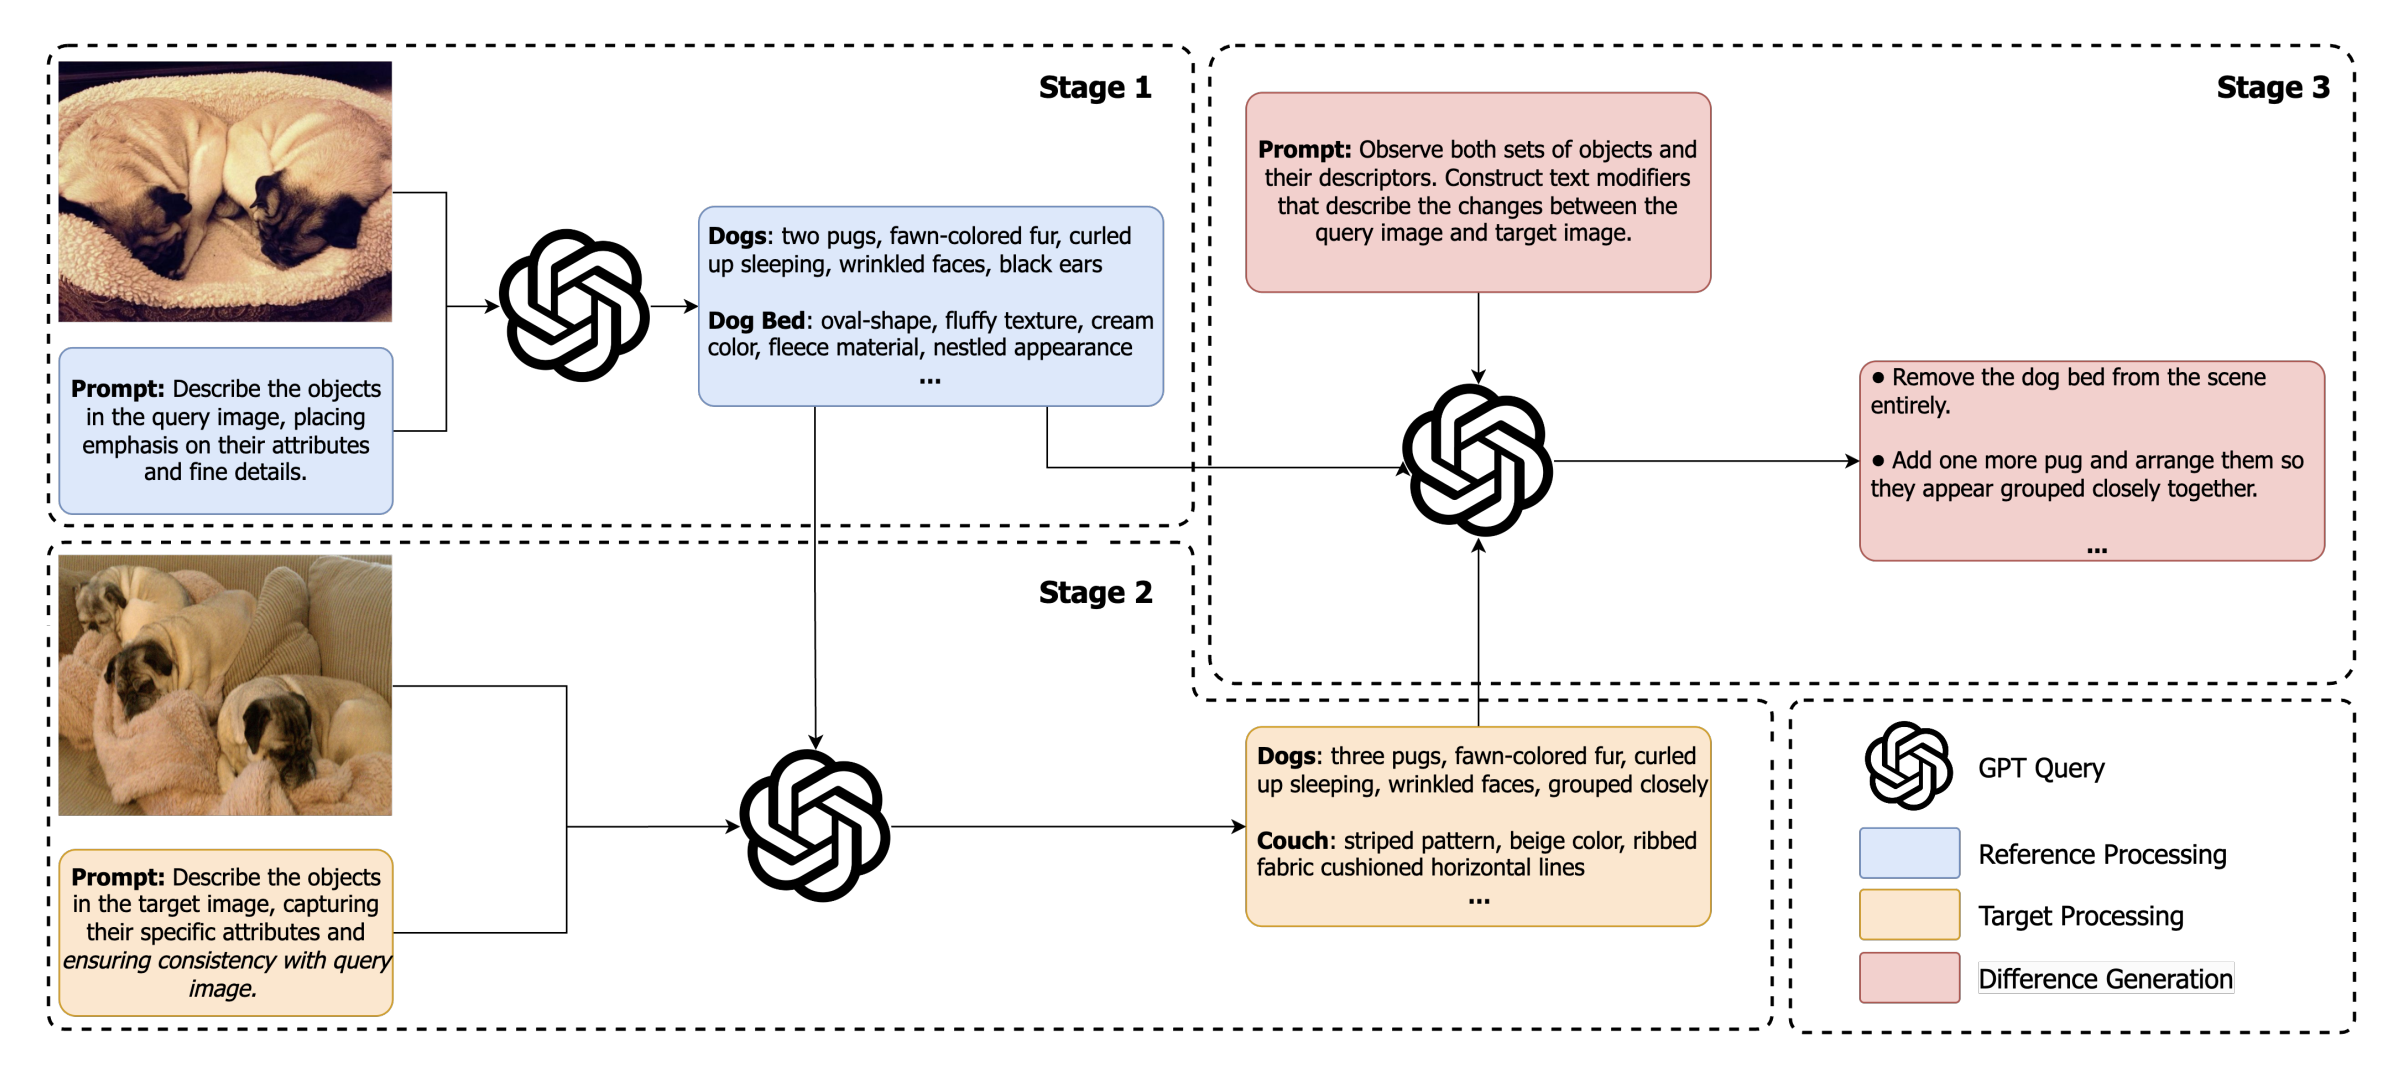 Stage 1
Prompt: Describe the objects
in the query image, placing
emphasis on their attributes
and fine details.
Dogs: two pugs, fawn-colored fur, curled
up sleeping, wrinkled faces, black ears
Dog Bed: oval-shape, fluffy texture, cream
color, fleece material, nestled appearance
...
Stage 2
Prompt: Describe the objects
in the target image, capturing
their specific attributes and
ensuring consistency with query
image.
Dogs: three pugs, fawn-colored fur, curled
up sleeping, wrinkled faces, grouped closely
Couch: striped pattern, beige color, ribbed
fabric cushioned horizontal lines
...
Stage 3
Prompt: Observe both sets of objects and
their descriptors. Construct text modifiers
that describe the changes between the
query image and target image.
● Remove the dog bed from the scene
entirely.
● Add one more pug and arrange them so
they appear grouped closely together.
...
GPT Query
Reference Processing
Target Processing
Difference Generation